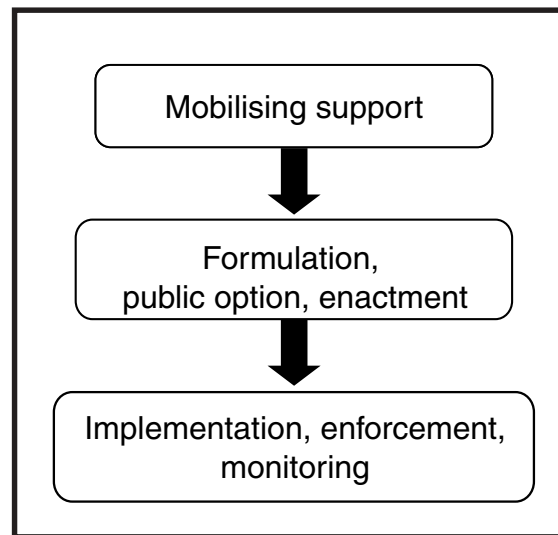 Mobilising support
Formulation,
public option, enactment
Implementation, enforcement,
monitoring